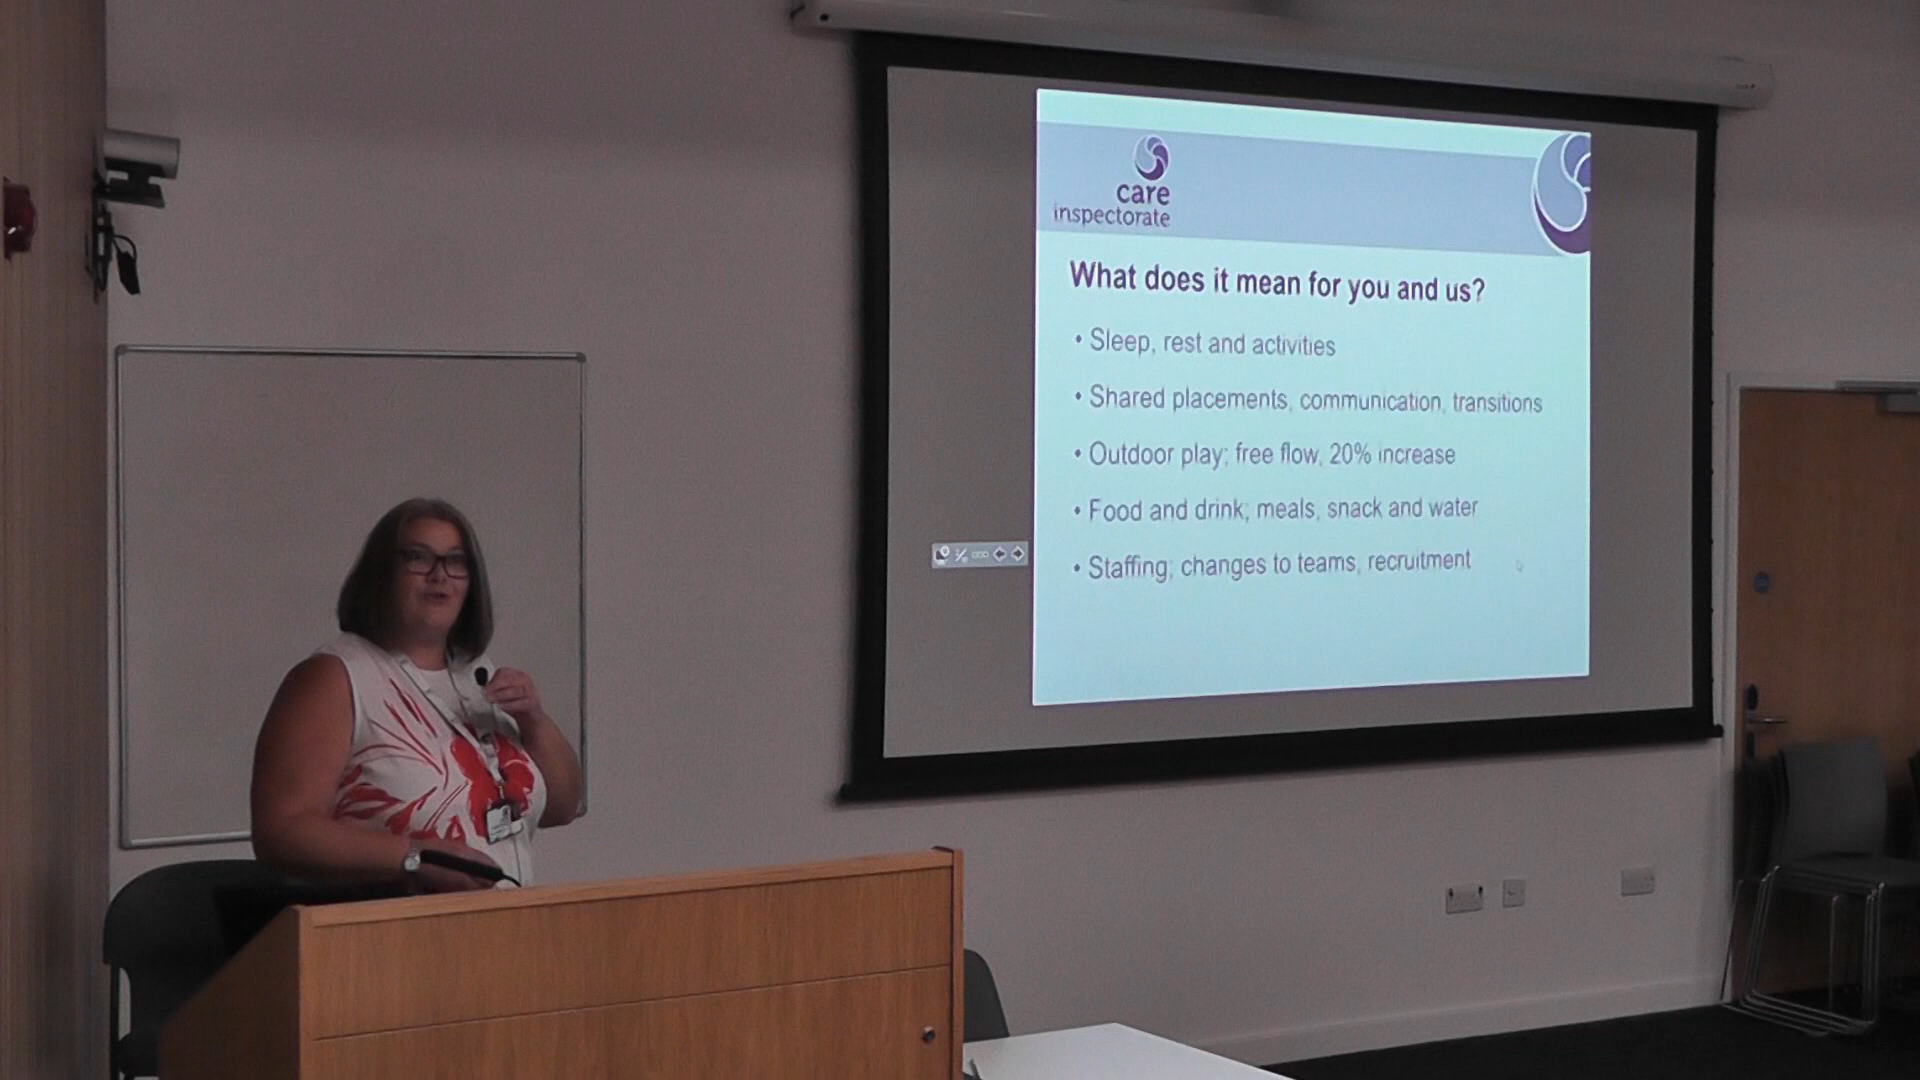 care
inspectorate
What does it mean for you and us?
• Sleep, rest and activities
• Shared placements, communication, transitions
• Outdoor play; free flow, 20% increase
• Food and drink; meals, snack and water
• Staffing; changes to teams, recruitment